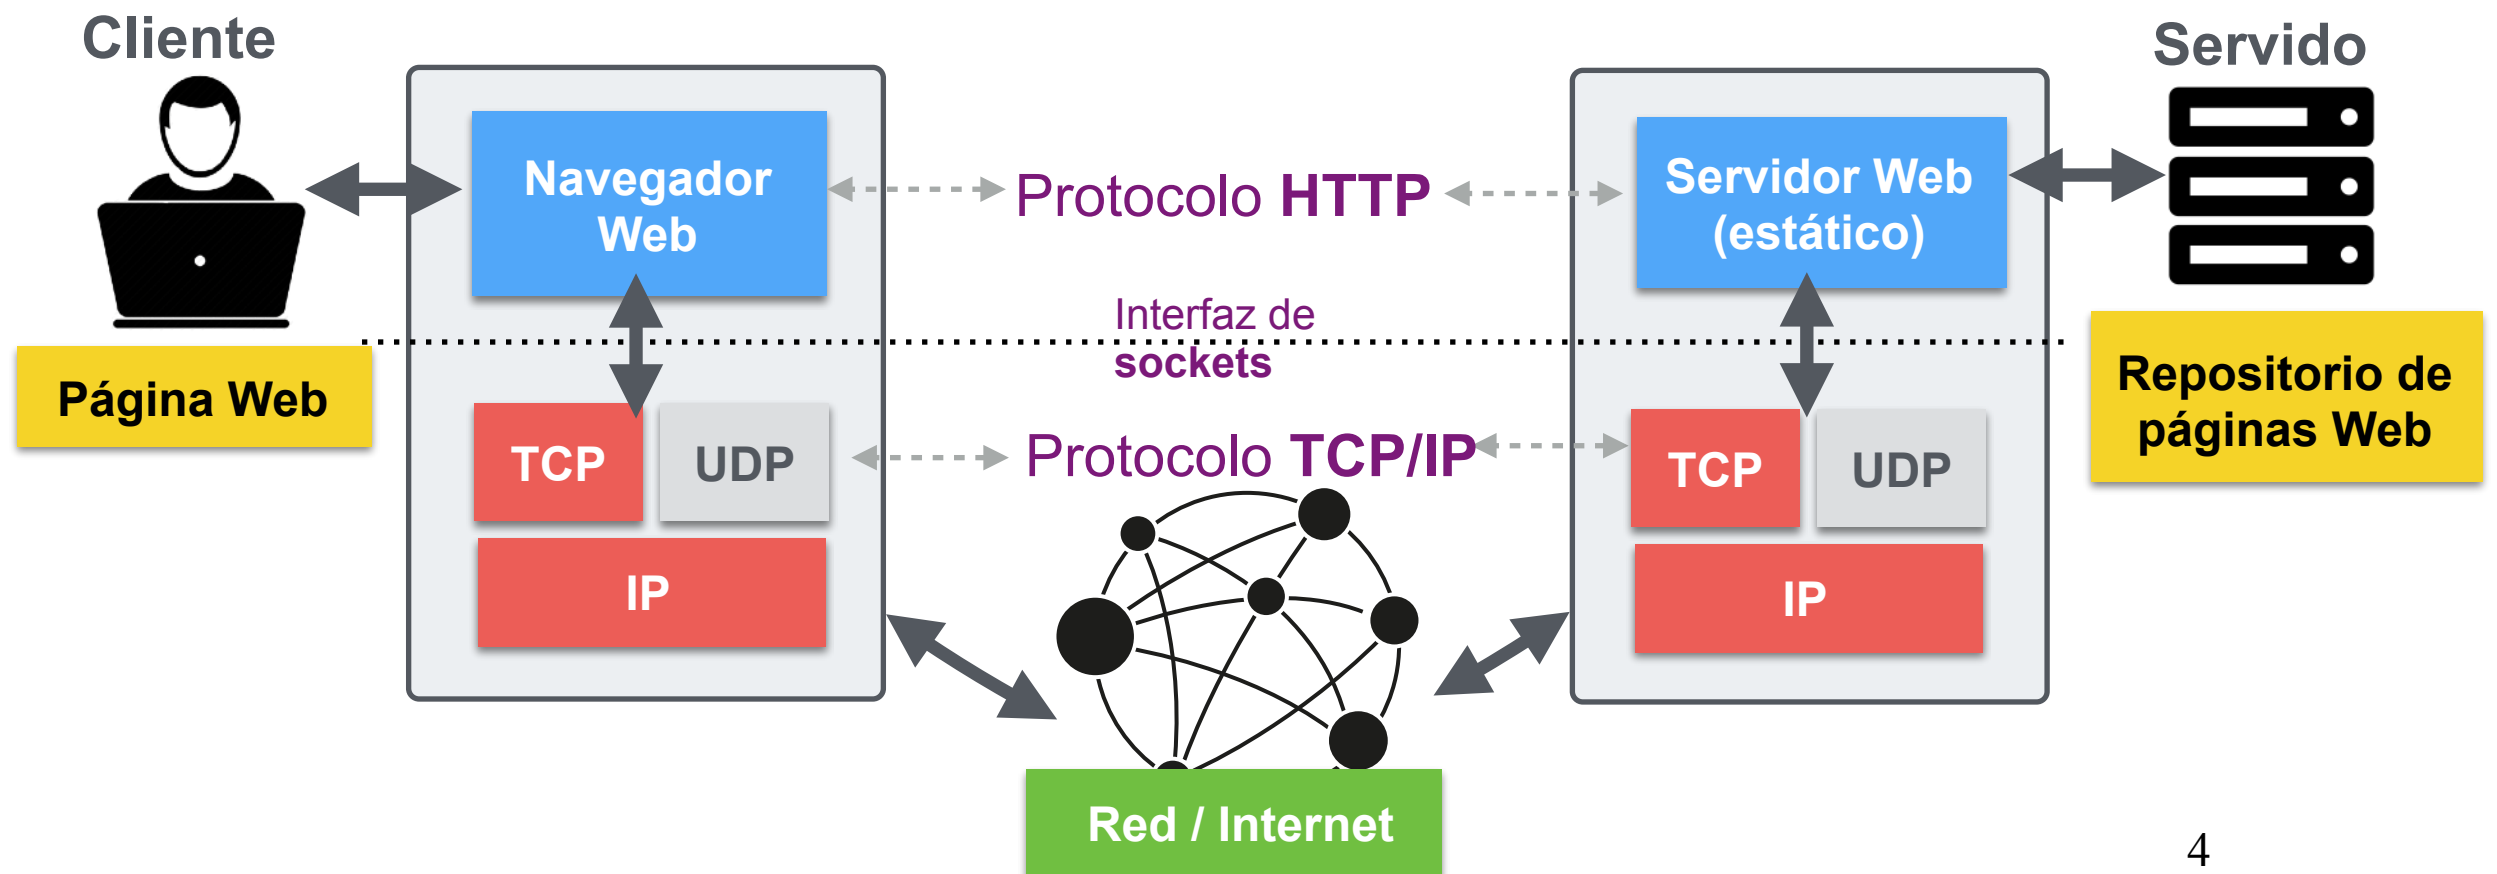 Cliente
Servido
Navegador
Web
Protocolo HTTP
Servidor Web
(estático)
Interfaz de
sockets
Página Web
Repositorio de
páginas Web
TCP
UDP
Protocolo TCP/IP
TCP
UDP
IP
IP
Red / Internet
4